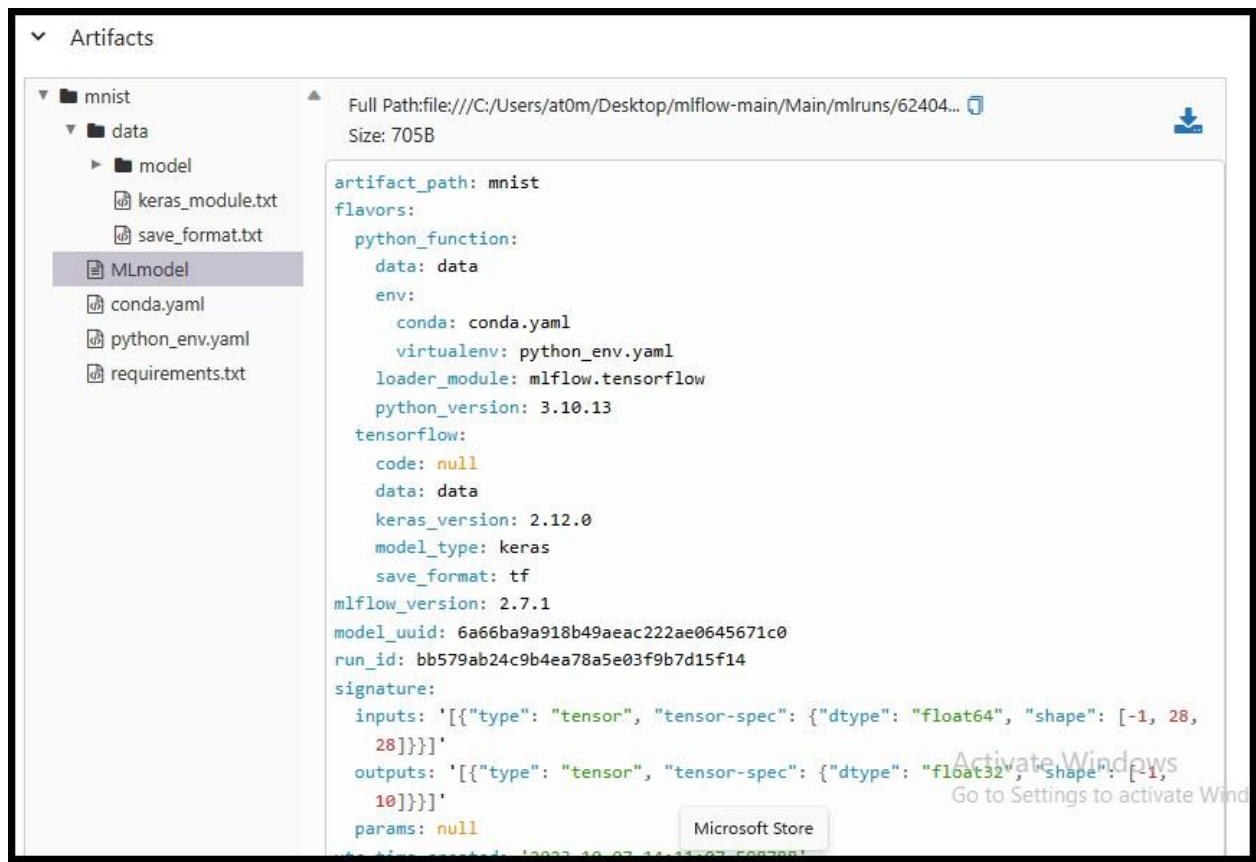 Artifacts
mnist
data
model
keras_module.txt
save_format.txt
MLmodel
conda.yaml
python_env.yaml
requirements.txt
Full Path:file:///C:/Users/at0m/Desktop/mlflow-main/Main/mlruns/62404...
Size: 705B
artifact_path: mnist
flavors:
python_function:
data: data
env:
conda: conda.yaml
virtualenv: python_env.yaml
loader_module: mlflow.tensorflow
python_version: 3.10.13
tensorflow:
code: null
data: data
keras_version: 2.12.0
model_type: keras
save_format: tf
mlflow_version: 2.7.1
model_uuid: 6a66ba9a918b49aeac222ae0645671c0
run_id: bb579ab24c9b4ea78a5e03f9b7d15f14
signature:
inputs: '[{"type": "tensor", "tensor-spec": {"dtype": "float64", "shape": [-1, 28,
28]}}]'
outputs: '[{"type": "tensor", "tensor-spec": {"dtype": "float32", "shape": [-1,
10]}}]'
params: null
Activate Windows
Go to Settings to activate Wind
Microsoft Store